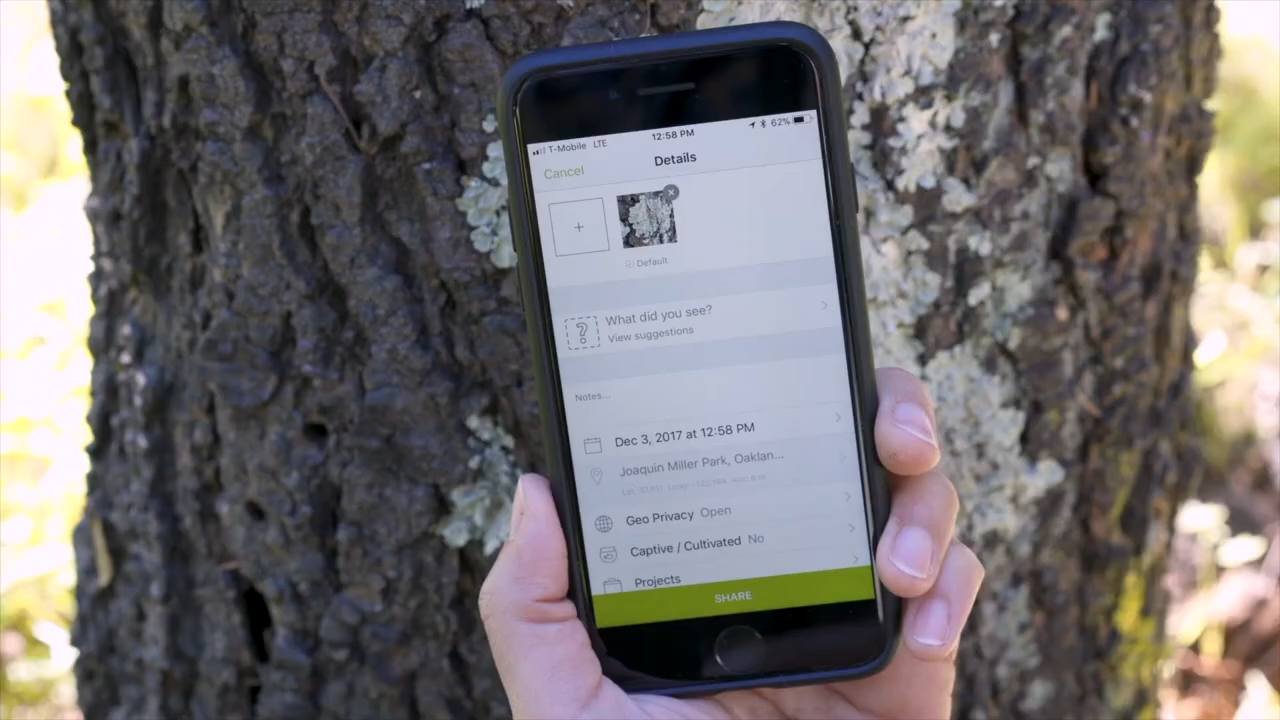 T-Mobile LTE 12:58 PM 62%
Cancel Details
+
Default
What did you see?
View suggestions
Notes...
Dec 3, 2017 at 12:58 PM
Joaquin Miller Park, Oaklan...
Geo Privacy Open
Captive / Cultivated No
Projects
SHARE